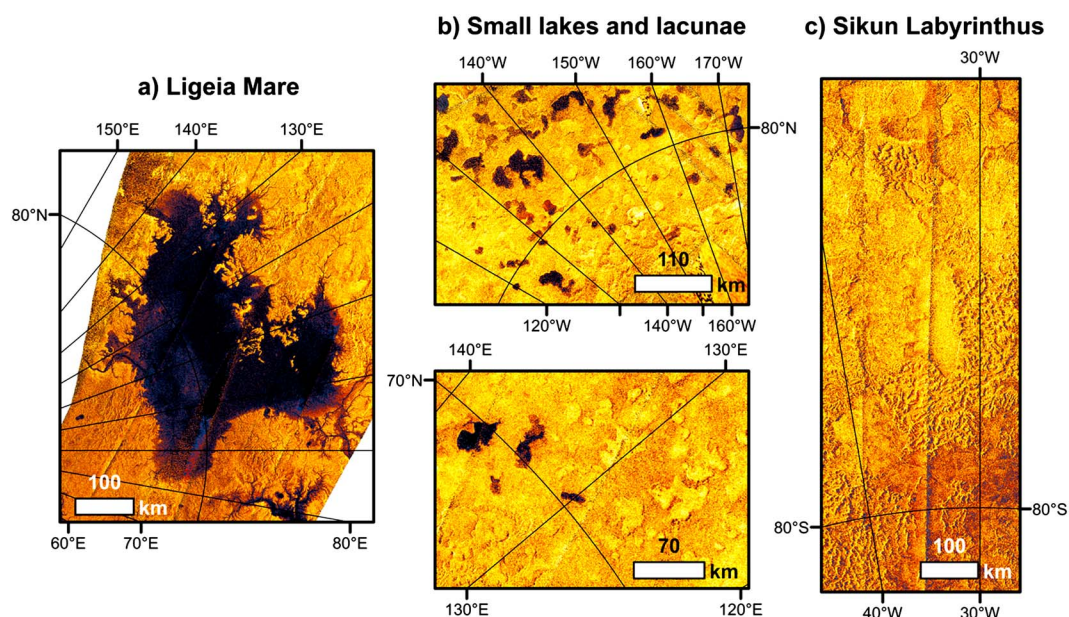 a) Ligeia Mare
150°E 140°E 130°E
80°N
100
km
60°E 70°E 80°E
b) Small lakes and lacunae
140°W 150°W 160°W 170°W
80°N
110
km
120°W 140°W 160°W
140°E 130°E
70°N
70
km
130°E 120°E
c) Sikun Labyrinthus
30°W
80°S 80°S
100
km
40°W 30°W